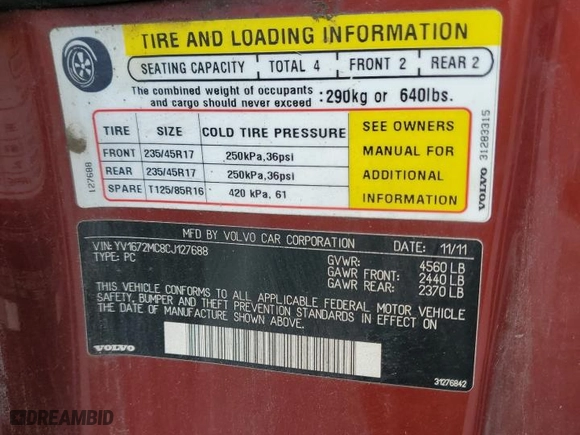 TIRE AND LOADING INFORMATION
SEATING CAPACITY TOTAL 4 FRONT 2 REAR 2
The combined weight of occupants
and cargo should never exceed :290kg or 640lbs.
TIRE SIZE COLD TIRE PRESSURE
FRONT 235/45R17 250kPa,36psi
REAR 235/45R17 250kPa,36psi
SPARE T125/85R16 420 kPa, 61
SEE OWNERS
MANUAL FOR
ADDITIONAL
INFORMATION
127688
VOLVO 31283315
MFD BY VOLVO CAR CORPORATION
VIN:YV1672MC8CJ127688
TYPE: PC
DATE: 11/11
GVWR: 4560 LB
GAWR FRONT: 2440 LB
GAWR REAR: 2370 LB
THIS VEHICLE CONFORMS TO ALL APPLICABLE FEDERAL MOTOR VEHICLE
SAFETY, BUMPER AND THEFT PREVENTION STANDARDS IN EFFECT ON
THE DATE OF MANUFACTURE SHOWN ABOVE.
VOLVO
31276842
DREAMBID